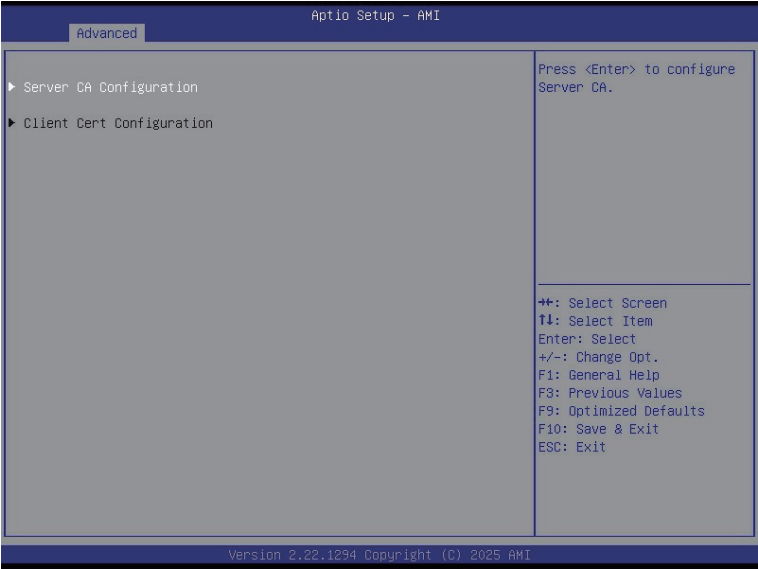 Aptio Setup – AMI
Advanced
Server CA Configuration
Client Cert Configuration
Press <Enter> to configure
Server CA.
→←: Select Screen
↑↓: Select Item
Enter: Select
+/-: Change Opt.
F1: General Help
F3: Previous Values
F9: Optimized Defaults
F10: Save & Exit
ESC: Exit
Version 2.22.1294 Copyright (C) 2025 AMI